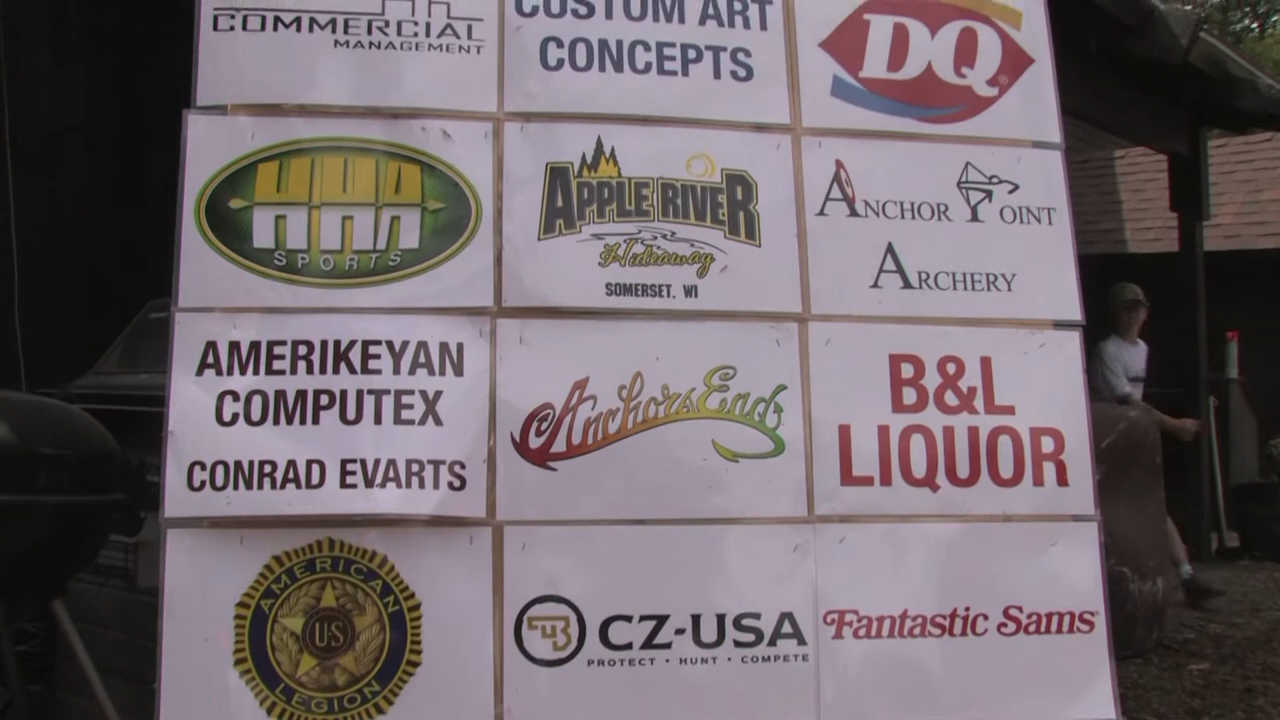 COMMERCIAL
MANAGEMENT
CUSTOM ART
CONCEPTS
DQ
HHA
SPORTS
APPLE RIVER
Hideaway
SOMERSET, WI
ANCHOR POINT
ARCHERY
AMERIKEYAN
COMPUTEX
CONRAD EVARTS
Anchors End
B&L
LIQUOR
AMERICAN
U·S
LEGION
CZ-USA
PROTECT • HUNT • COMPETE
Fantastic Sams